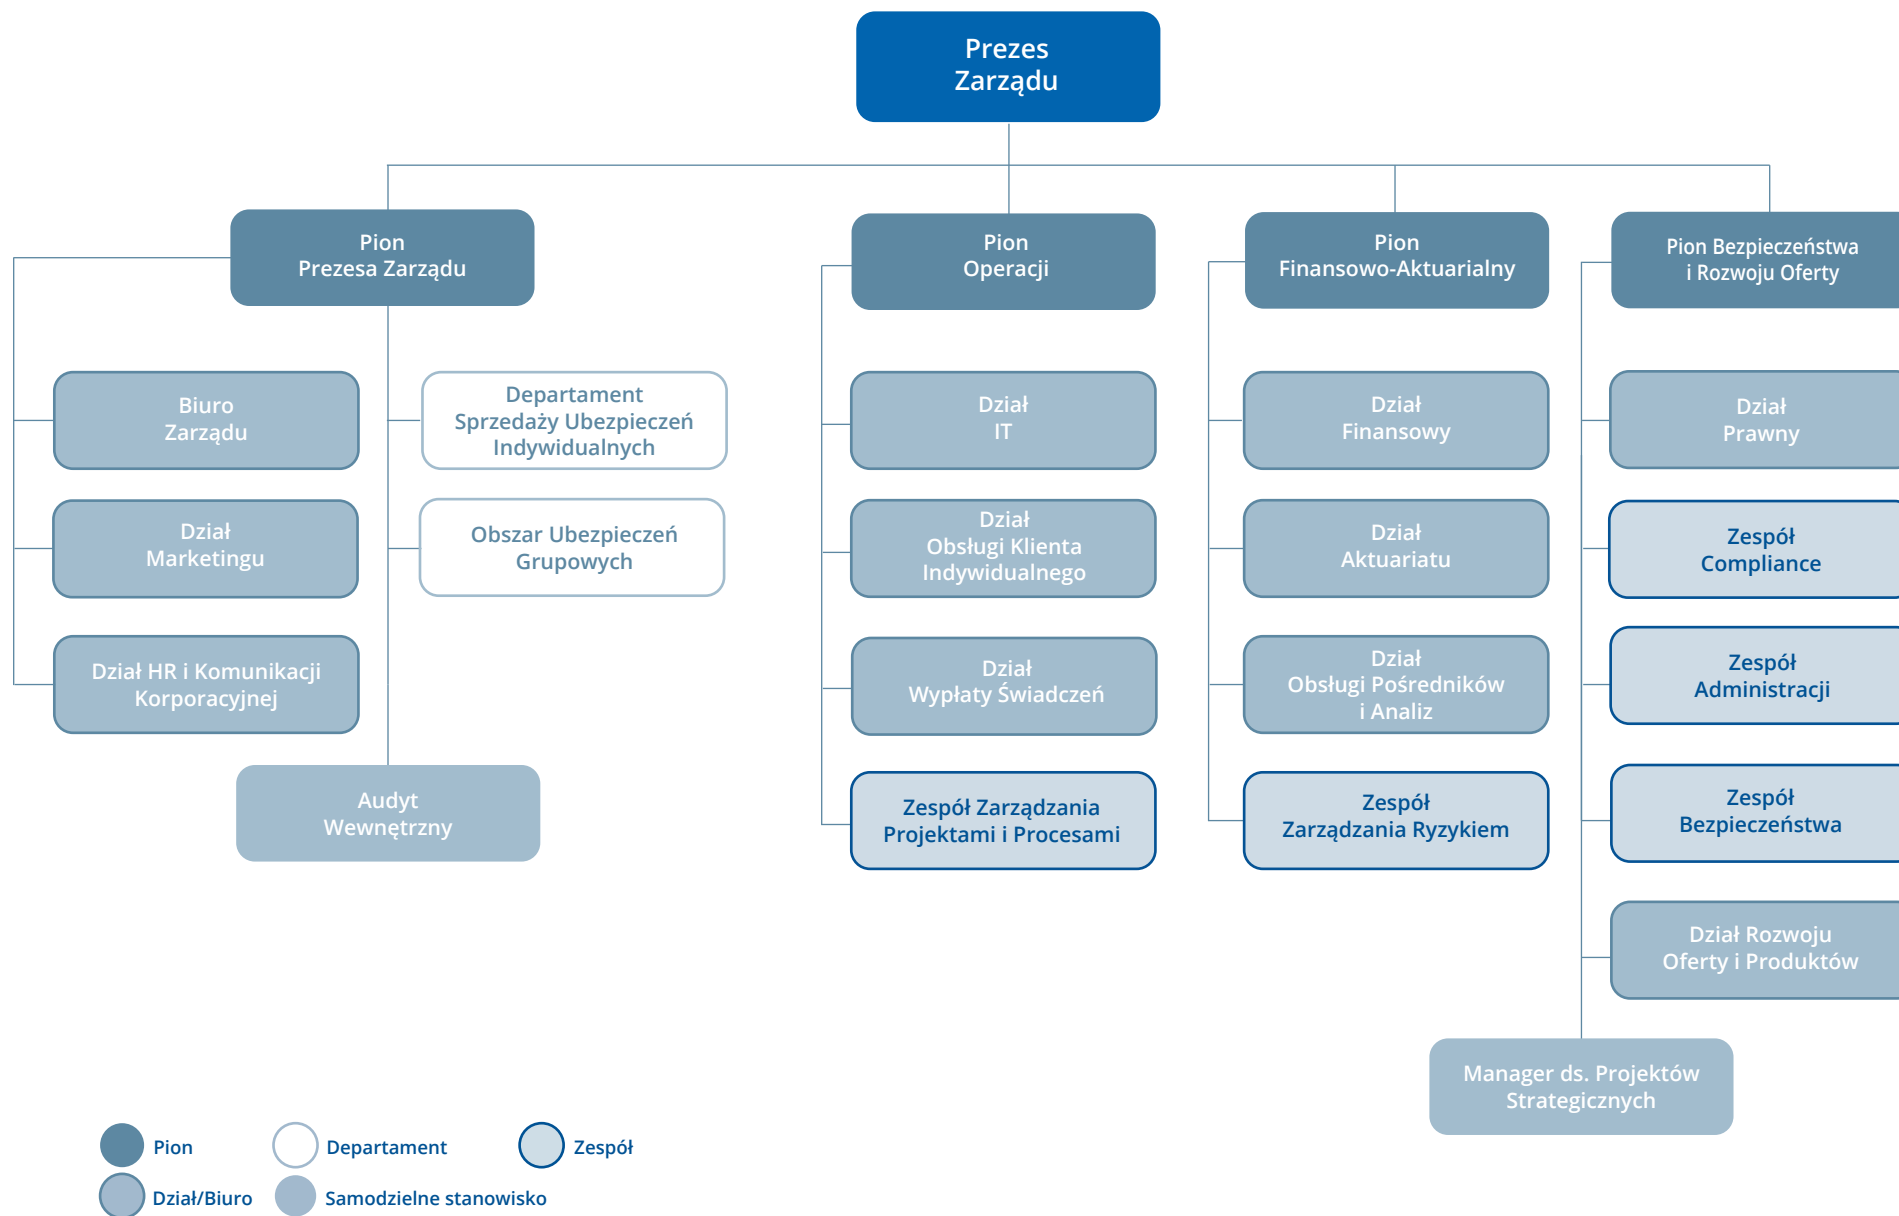 Prezes
Zarządu
Pion
Prezesa Zarządu
Pion
Operacji
Pion
Finansowo-Aktuarialny
Pion Bezpieczeństwa
i Rozwoju Oferty
Biuro
Zarządu
Departament
Sprzedaży Ubezpieczeń
Indywidualnych
Dział
IT
Dział
Finansowy
Dział
Prawny
Dział
Marketingu
Obszar Ubezpieczeń
Grupowych
Dział
Obsługi Klienta
Indywidualnego
Dział
Aktuariatu
Zespół
Compliance
Dział HR i Komunikacji
Korporacyjnej
Dział
Wypłaty Świadczeń
Dział
Obsługi Pośredników
i Analiz
Zespół
Administracji
Audyt
Wewnętrzny
Zespół Zarządzania
Projektami i Procesami
Zespół
Zarządzania Ryzykiem
Zespół
Bezpieczeństwa
Dział Rozwoju
Oferty i Produktów
Manager ds. Projektów
Strategicznych
Pion
Departament
Zespół
Dział/Biuro
Samodzielne stanowisko